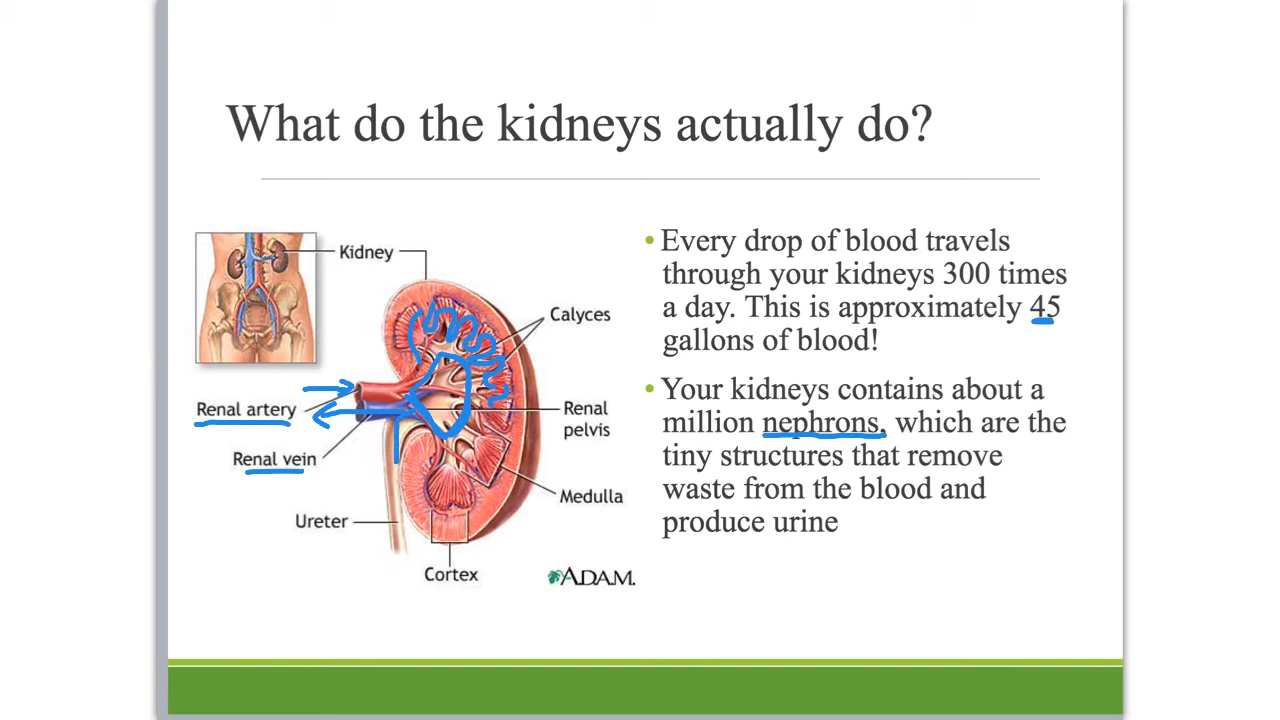 What do the kidneys actually do?
Kidney
Calyces
Renal artery
Renal
pelvis
Renal vein
Medulla
Ureter
Cortex
A.D.A.M.
• Every drop of blood travels
through your kidneys 300 times
a day. This is approximately 45
gallons of blood!
• Your kidneys contains about a
million nephrons, which are the
tiny structures that remove
waste from the blood and
produce urine